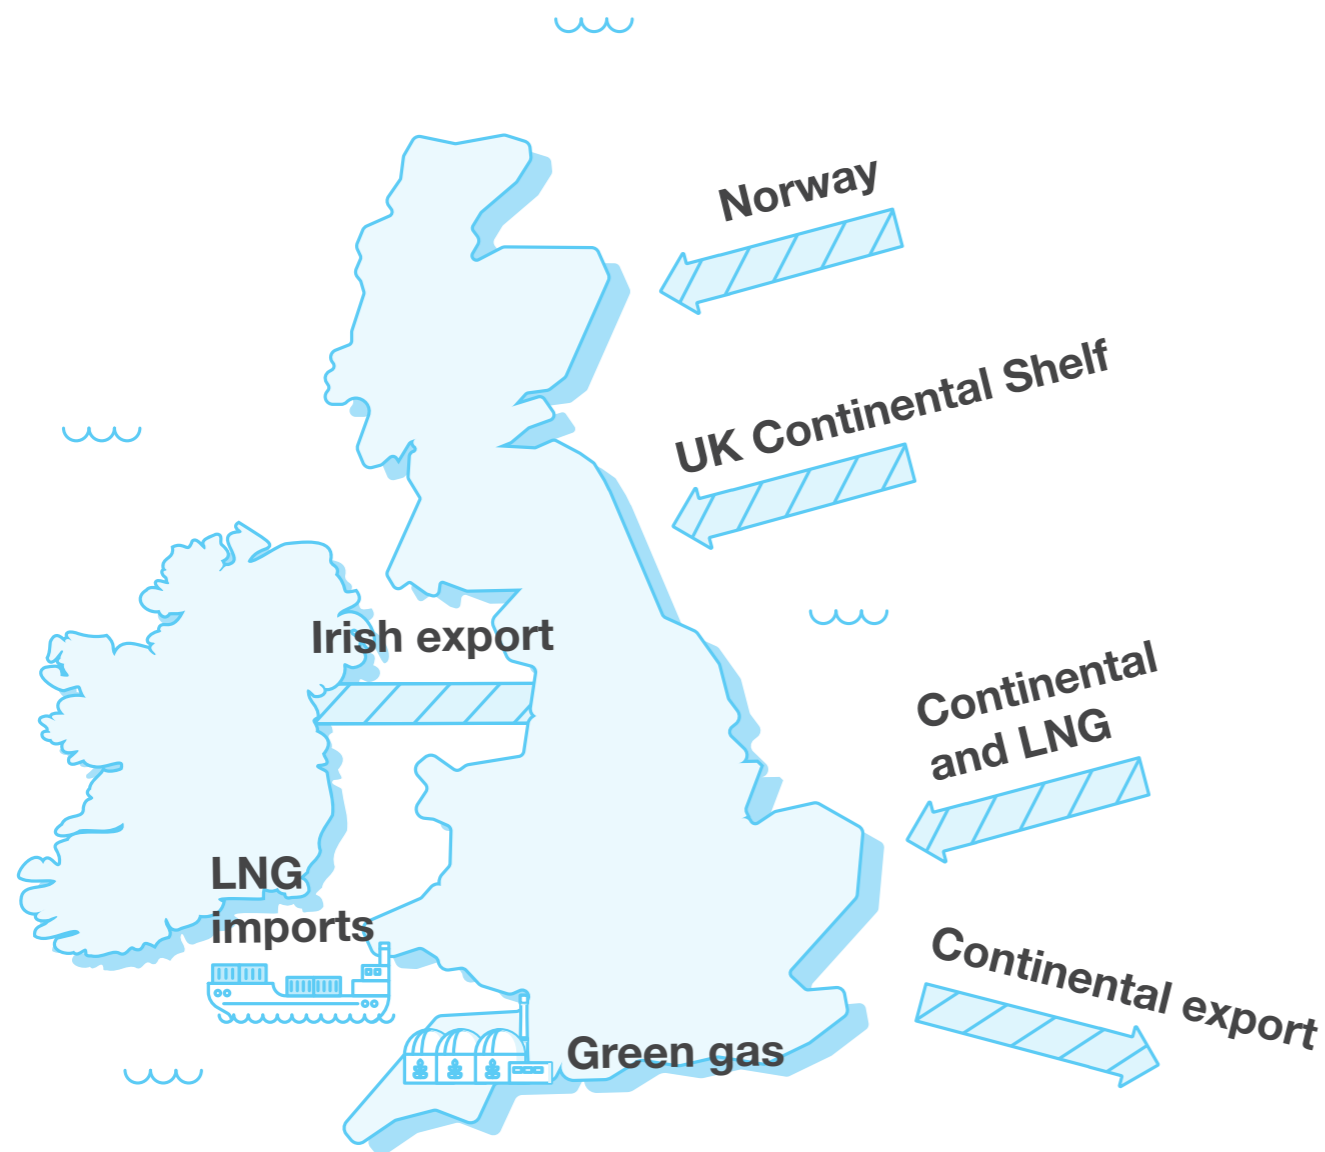 Norway
UK Continental Shelf
Irish export
Continental
and LNG
LNG
imports
Continental export
Green gas